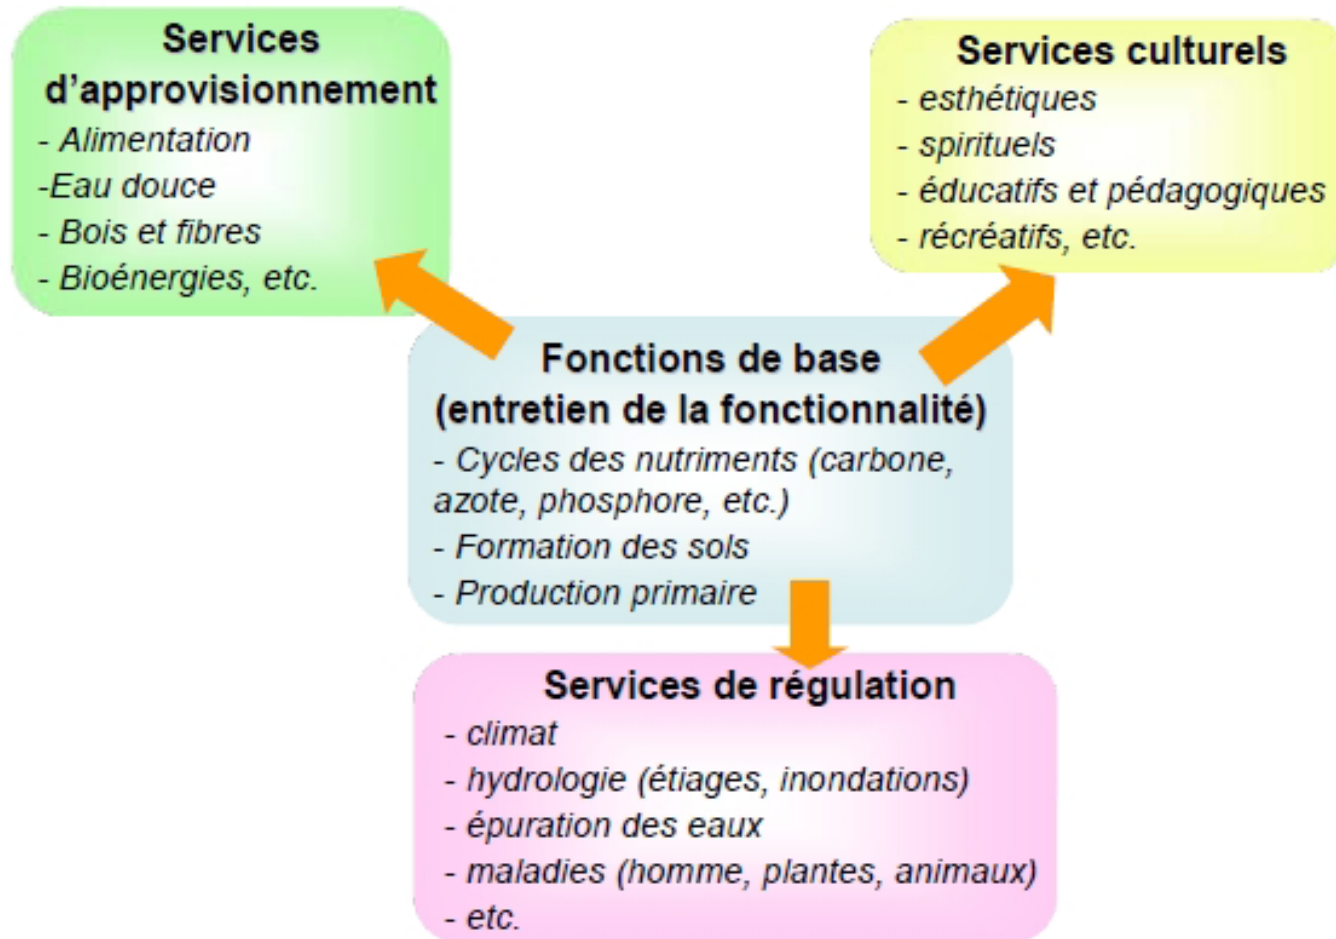 Services
d'approvisionnement
- Alimentation
-Eau douce
- Bois et fibres
- Bioénergies, etc.
Services culturels
- esthétiques
- spirituels
- éducatifs et pédagogiques
- récréatifs, etc.
Fonctions de base
(entretien de la fonctionnalité)
- Cycles des nutriments (carbone,
azote, phosphore, etc.)
- Formation des sols
- Production primaire
Services de régulation
- climat
- hydrologie (étiages, inondations)
- épuration des eaux
- maladies (homme, plantes, animaux)
- etc.